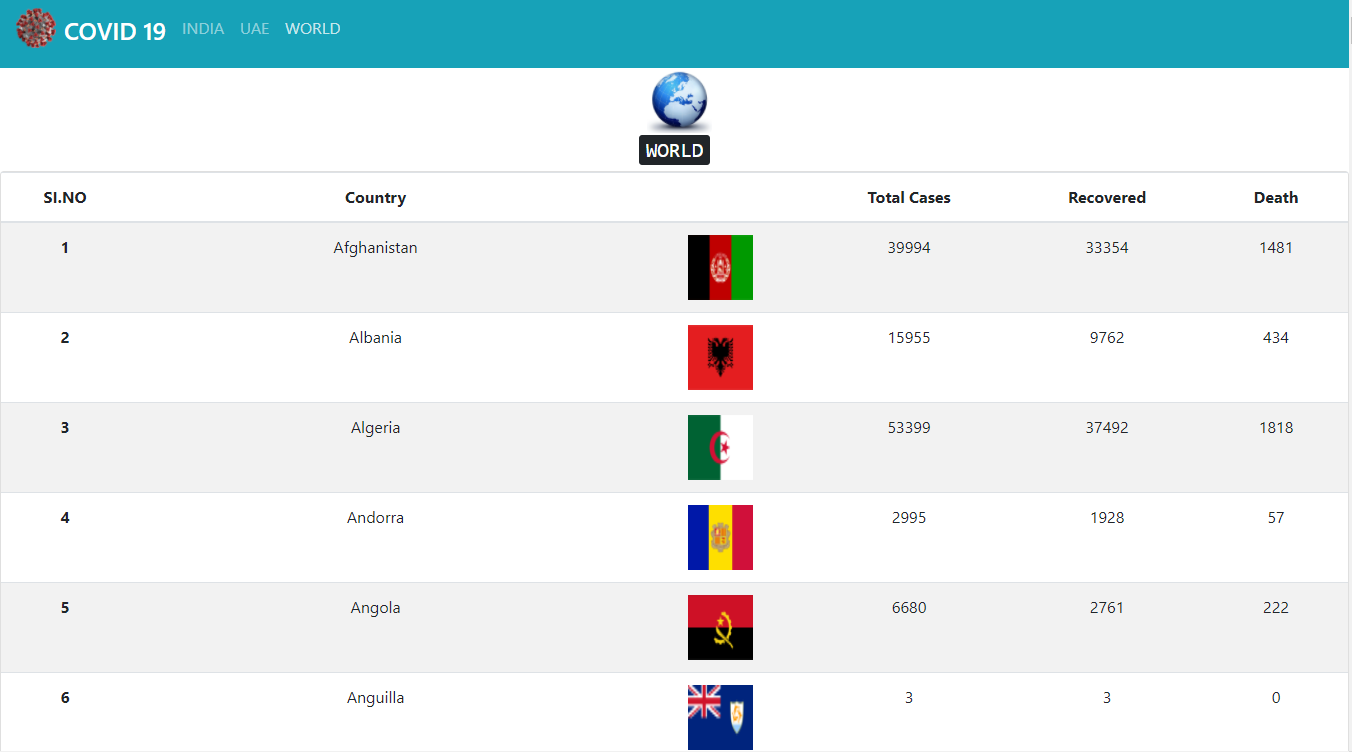 COVID 19 INDIA UAE WORLD
WORLD
SI.NO Country Total Cases Recovered Death
1 Afghanistan 39994 33354 1481
2 Albania 15955 9762 434
3 Algeria 53399 37492 1818
4 Andorra 2995 1928 57
5 Angola 6680 2761 222
6 Anguilla 3 3 0